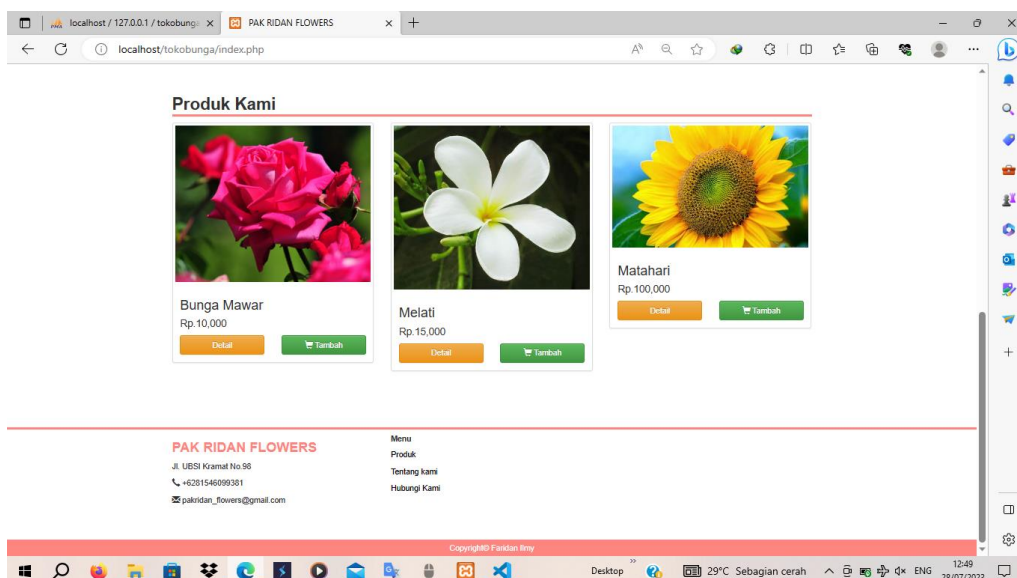 localhost / 127.0.0.1 / tokobunga
PAK RIDAN FLOWERS
localhost/tokobunga/index.php
Produk Kami
Bunga Mawar
Rp.10,000
Detail
Tambah
Melati
Rp.15,000
Detail
Tambah
Matahari
Rp.100,000
Detail
Tambah
PAK RIDAN FLOWERS
Jl. UBSI Kramat No.98
+6281546099381
pakridan_flowers@gmail.com
Menu
Produk
Tentang kami
Hubungi Kami
Copyright© Faridan Ilmy
Desktop
29°C Sebagian cerah
ENG
12:49
28/07/2023